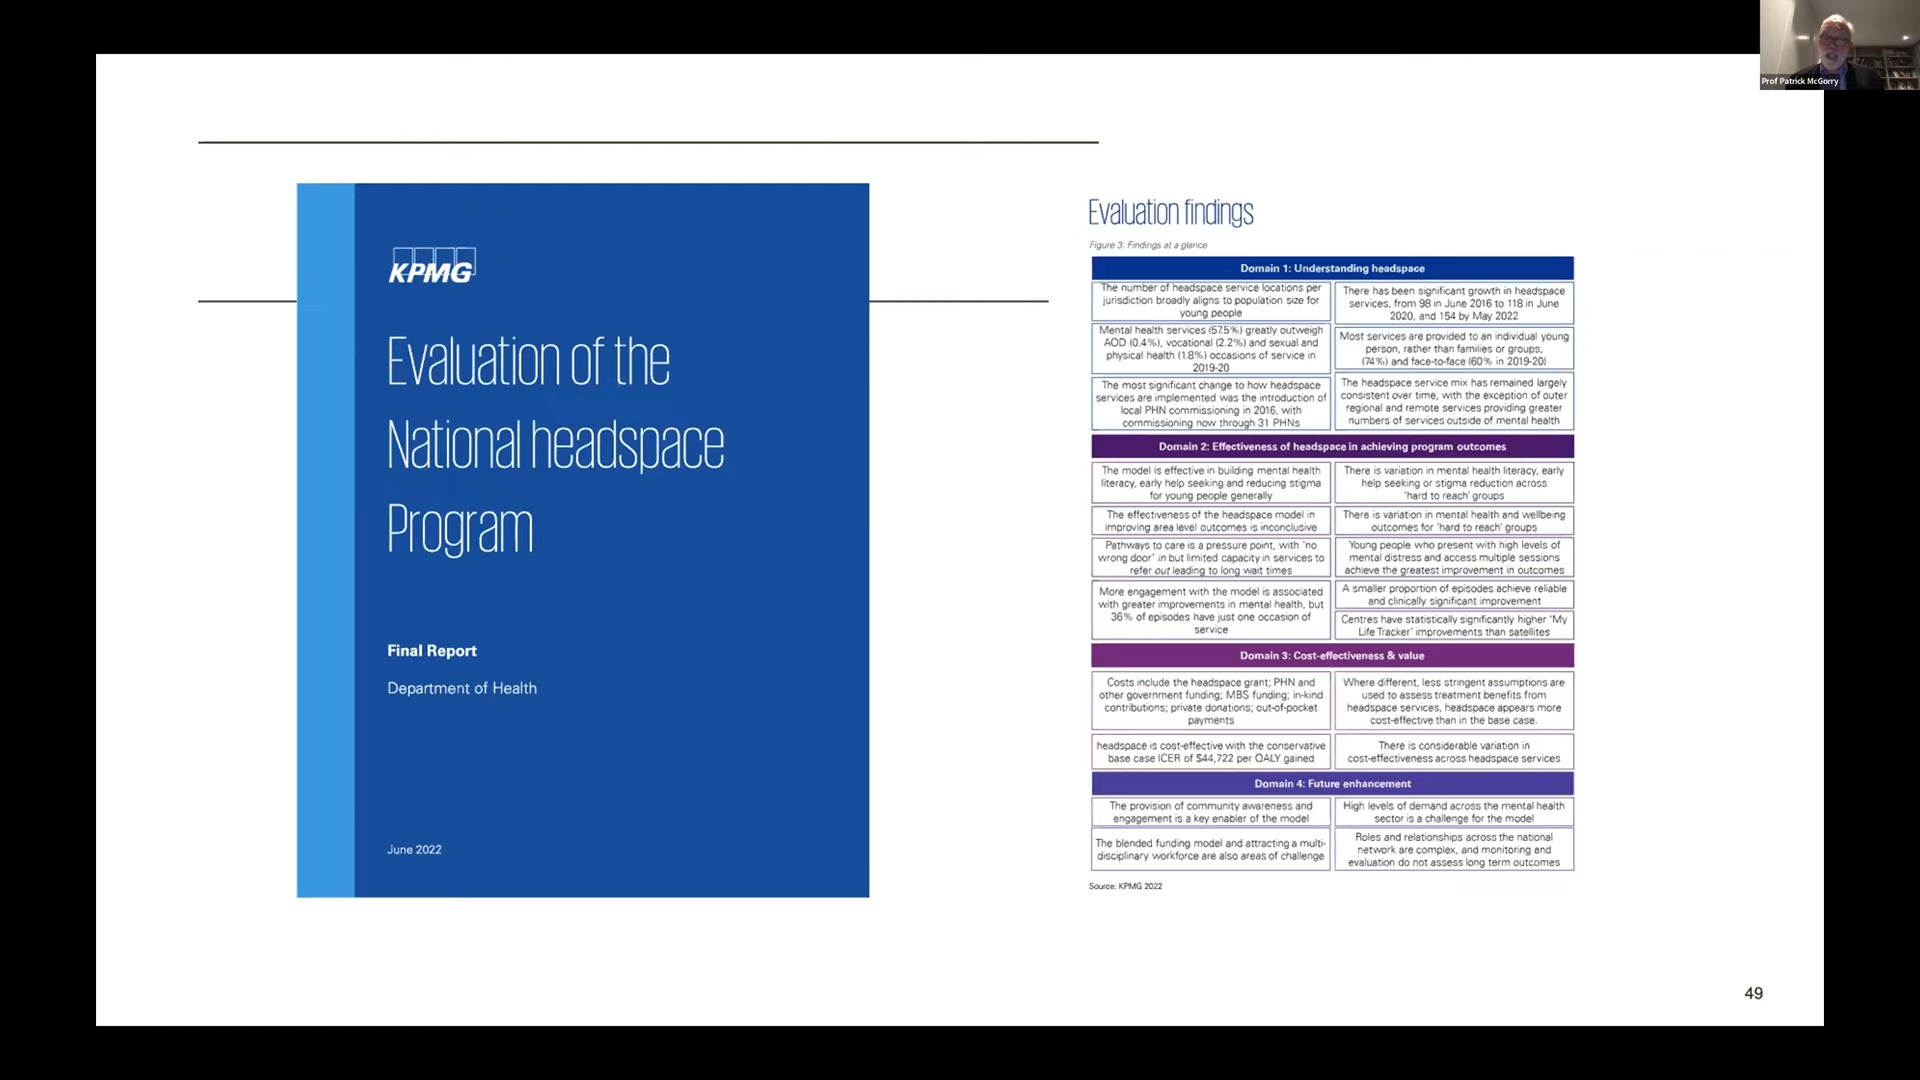 Prof Patrick McGorry
KPMG
Evaluation of the
National headspace
Program
Final Report
Department of Health
June 2022
Evaluation findings
Figure 3: Findings at a glance
Domain 1: Understanding headspace
The number of headspace service locations per
jurisdiction broadly aligns to population size for
young people
There has been significant growth in headspace
services, from 98 in June 2016 to 118 in June
2020, and 154 by May 2022
Mental health services (57.5%) greatly outweigh
AOD (0.4%), vocational (2.2%) and sexual and
physical health (1.8%) occasions of service in
2019-20
Most services are provided to an individual young
person, rather than families or groups,
(74%) and face-to-face (60% in 2019-20)
The most significant change to how headspace
services are implemented was the introduction of
local PHN commissioning in 2016, with
commissioning now through 31 PHNs
The headspace service mix has remained largely
consistent over time, with the exception of outer
regional and remote services providing greater
numbers of services outside of mental health
Domain 2: Effectiveness of headspace in achieving program outcomes
The model is effective in building mental health
literacy, early help seeking and reducing stigma
for young people generally
There is variation in mental health literacy, early
help seeking or stigma reduction across
'hard to reach' groups
The effectiveness of the headspace model in
improving area level outcomes is inconclusive
There is variation in mental health and wellbeing
outcomes for 'hard to reach' groups
Pathways to care is a pressure point, with 'no
wrong door' in but limited capacity in services to
refer out leading to long wait times
Young people who present with high levels of
mental distress and access multiple sessions
achieve the greatest improvement in outcomes
More engagement with the model is associated
with greater improvements in mental health, but
36% of episodes have just one occasion of
service
A smaller proportion of episodes achieve reliable
and clinically significant improvement
Centres have statistically significantly higher 'My
Life Tracker' improvements than satellites
Domain 3: Cost-effectiveness & value
Costs include the headspace grant; PHN and
other government funding; MBS funding; in-kind
contributions; private donations; out-of-pocket
payments
Where different, less stringent assumptions are
used to assess treatment benefits from
headspace services, headspace appears more
cost-effective than in the base case.
headspace is cost-effective with the conservative
base case ICER of $44,722 per QALY gained
There is considerable variation in
cost-effectiveness across headspace services
Domain 4: Future enhancement
The provision of community awareness and
engagement is a key enabler of the model
High levels of demand across the mental health
sector is a challenge for the model
The blended funding model and attracting a multi-
disciplinary workforce are also areas of challenge
Roles and relationships across the national
network are complex, and monitoring and
evaluation do not assess long term outcomes
Source: KPMG 2022
49